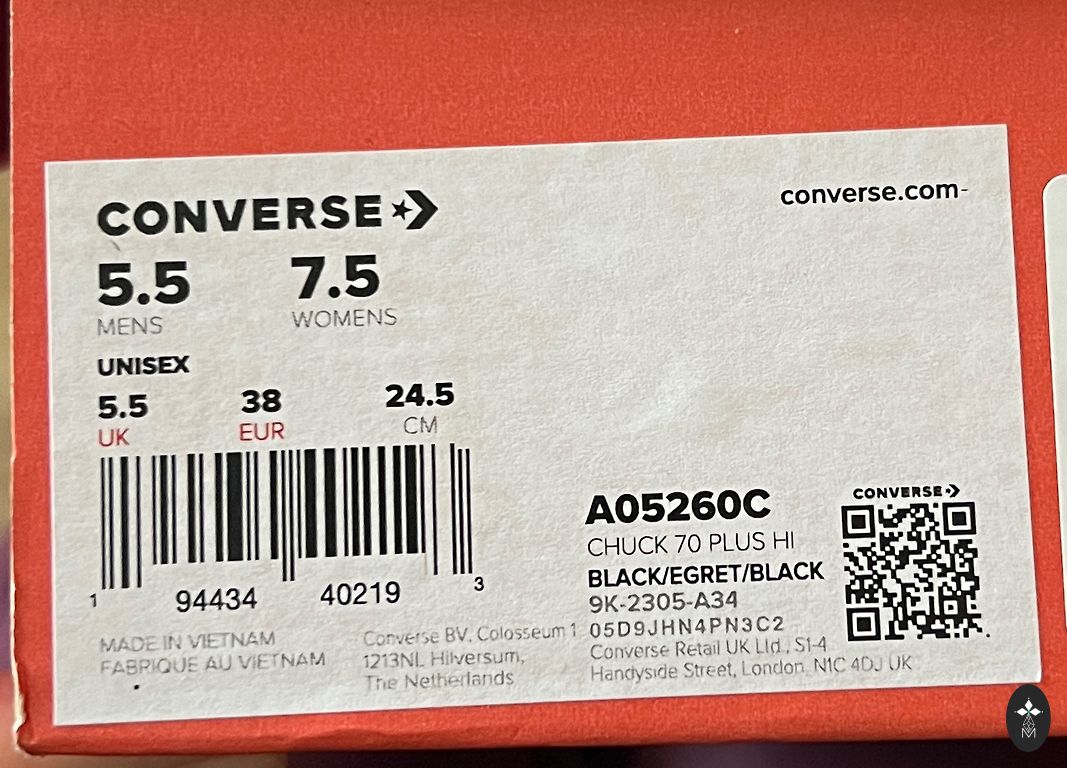 CONVERSE
converse.com
5.5 7.5
MENS WOMENS
UNISEX
5.5 38 24.5
UK EUR CM
1 94434 40219 3
MADE IN VIETNAM
FABRIQUE AU VIETNAM
Converse BV, Colosseum 1
1213NL Hilversum,
The Netherlands
A05260C
CHUCK 70 PLUS HI
BLACK/EGRET/BLACK
9K-2305-A34
05D9JHN4PN3C2
Converse Retail UK Ltd., S1-4
Handyside Street, London, N1C 4DJ UK
CONVERSE
M